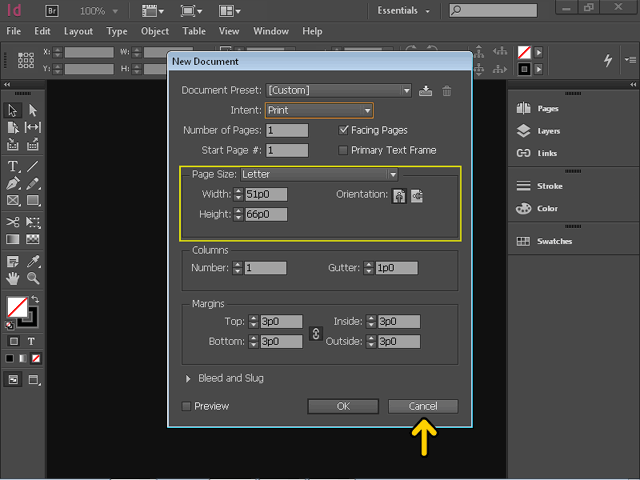 Id Br 100% Essentials
File Edit Layout Type Object Table View Window Help
X: W:
Y: H:
New Document
Document Preset: [Custom]
Intent: Print
Number of Pages: 1 Facing Pages
Start Page #: 1 Primary Text Frame
Page Size: Letter
Width: 51p0 Orientation:
Height: 66p0
Columns
Number: 1 Gutter: 1p0
Margins
Top: 3p0 Inside: 3p0
Bottom: 3p0 Outside: 3p0
Bleed and Slug
Preview OK Cancel
Pages
Layers
Links
Stroke
Color
Swatches